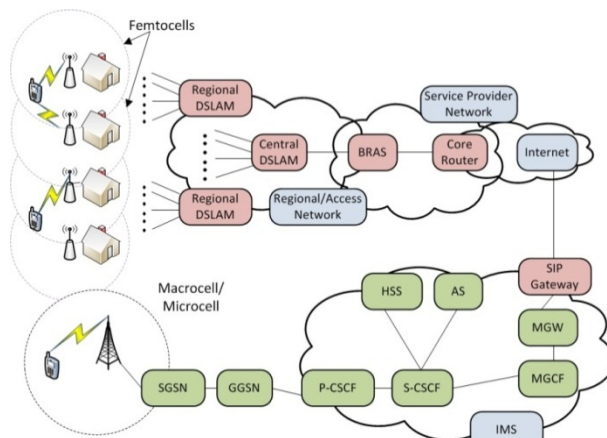 Femtocells
Regional
DSLAM
Service Provider
Network
Central
DSLAM
BRAS
Core
Router
Internet
Regional
DSLAM
Regional/Access
Network
Macrocell/
Microcell
SIP
Gateway
HSS
AS
MGW
SGSN
GGSN
P-CSCF
S-CSCF
MGCF
IMS